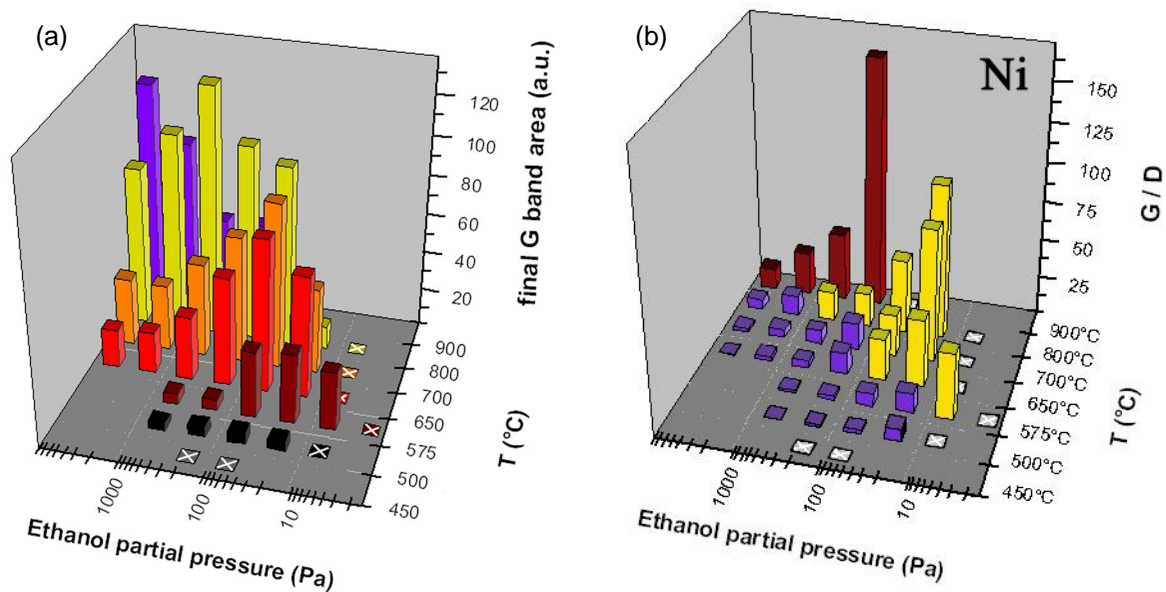 (a)
120
100
80
60
40
20
final G band area (a.u.)
900
800
700
650
575
500
450
T (°C)
1000
100
10
Ethanol partial pressure (Pa)
(b)
Ni
150
125
100
75
50
25
G / D
900°C
800°C
700°C
650°C
575°C
500°C
450°C
T (°C)
1000
100
10
Ethanol partial pressure (Pa)